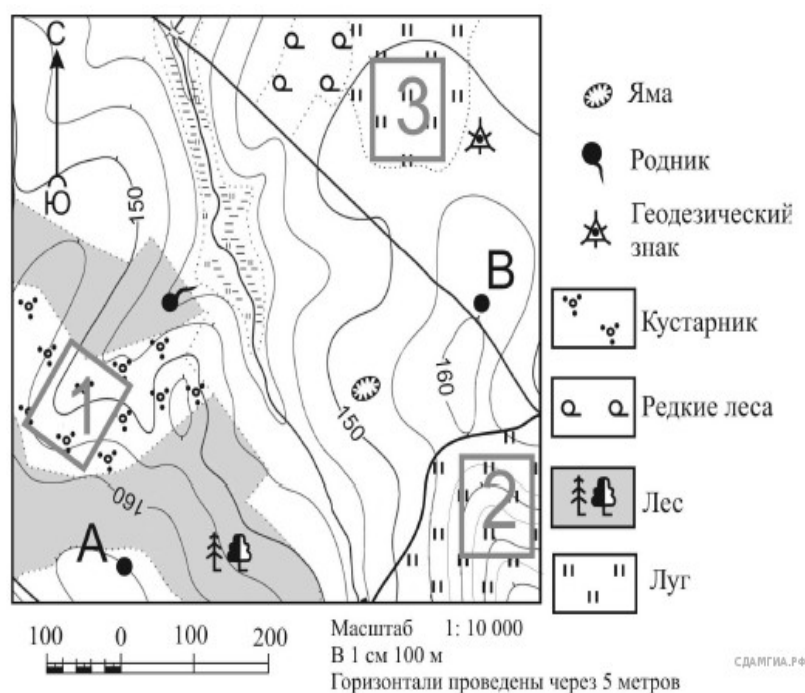 С
Ю
150
3
В
160
150
1
160
2
А
Яма
Родник
Геодезический
знак
Кустарник
Редкие леса
Лес
Луг
100 0 100 200
Масштаб 1: 10 000
В 1 см 100 м
Горизонтали проведены через 5 метров
СДАМГИА.РФ